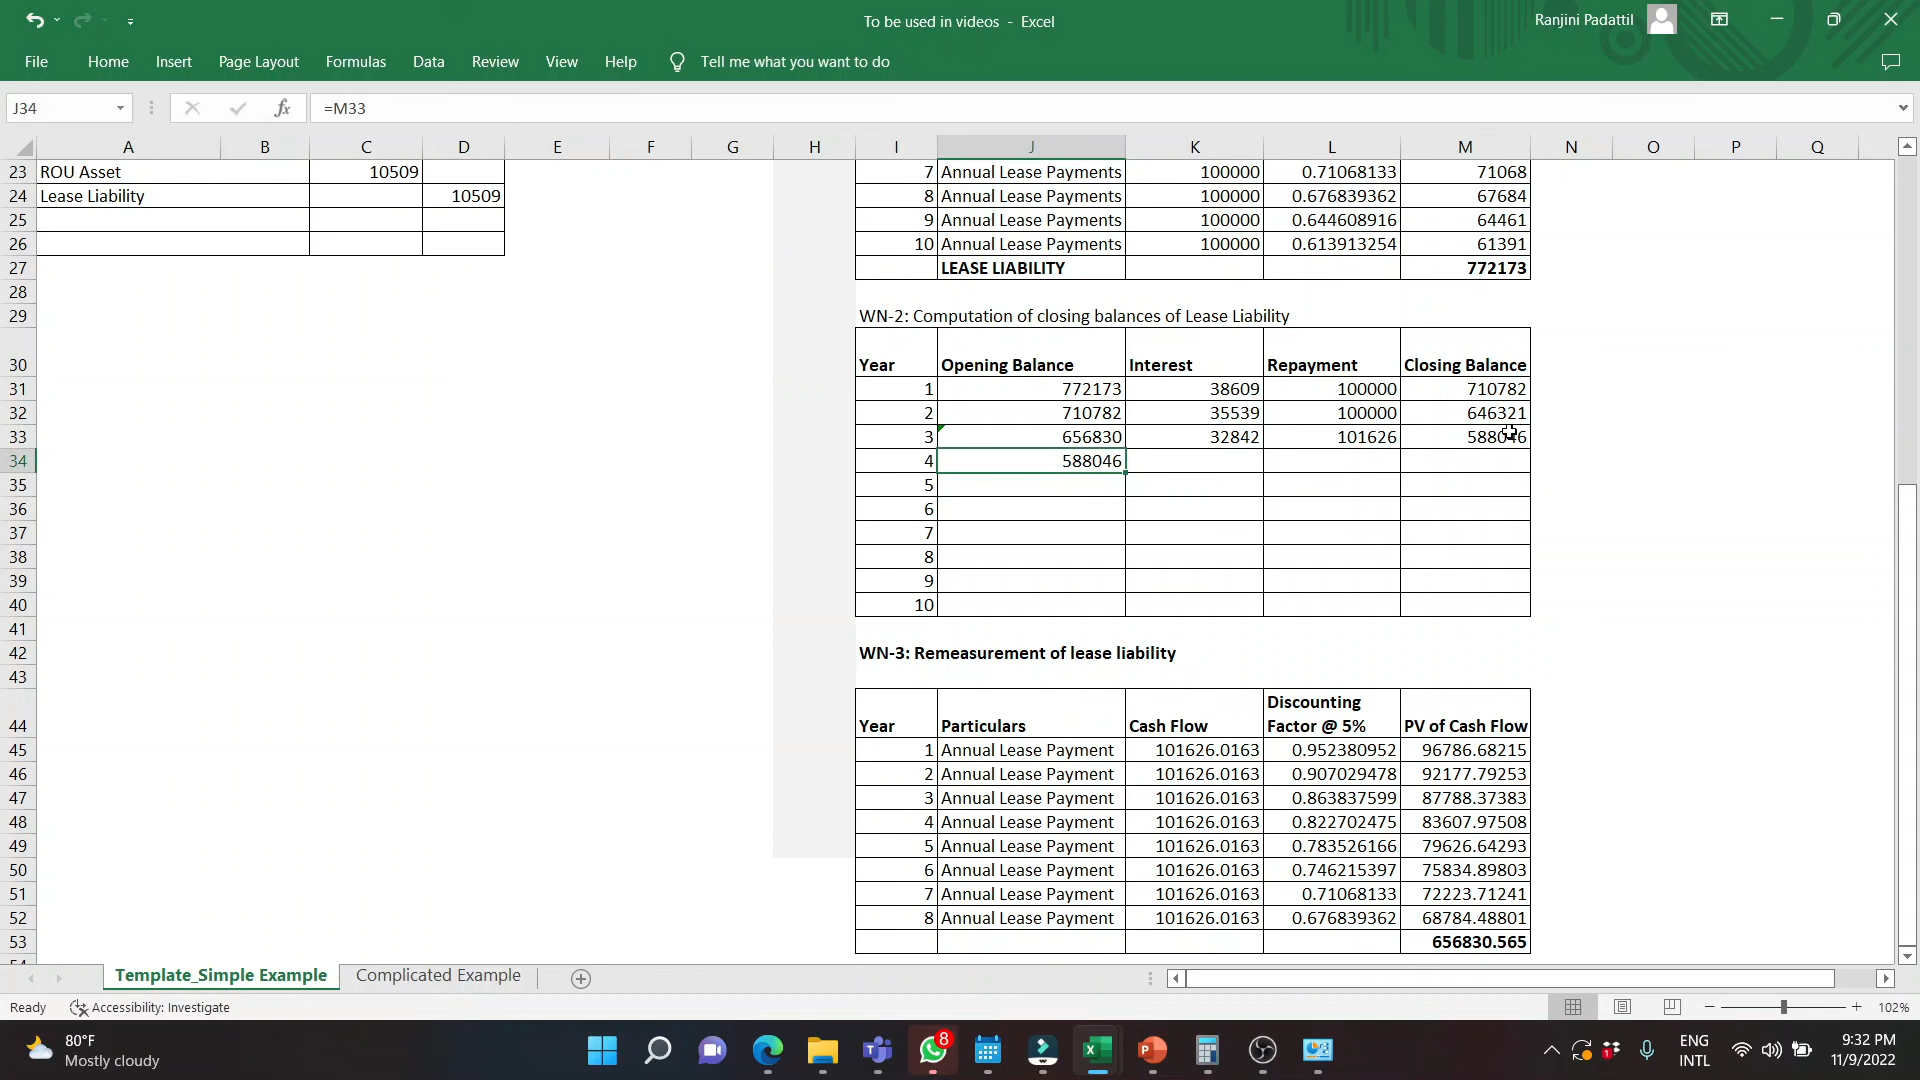 To be used in videos - Excel
Ranjini Padattil
File Home Insert Page Layout Formulas Data Review View Help Tell me what you want to do
J34 fx =M33
A B C D E F G H I J K L M N O P Q
23 ROU Asset 10509 7 Annual Lease Payments 100000 0.71068133 71068
24 Lease Liability 10509 8 Annual Lease Payments 100000 0.676839362 67684
25 9 Annual Lease Payments 100000 0.644608916 64461
26 10 Annual Lease Payments 100000 0.613913254 61391
27 LEASE LIABILITY 772173
28
29 WN-2: Computation of closing balances of Lease Liability
30 Year Opening Balance Interest Repayment Closing Balance
31 1 772173 38609 100000 710782
32 2 710782 35539 100000 646321
33 3 656830 32842 101626 588046
34 4 588046
35 5
36 6
37 7
38 8
39 9
40 10
41
42 WN-3: Remeasurement of lease liability
43
Discounting
44 Year Particulars Cash Flow Factor @ 5% PV of Cash Flow
45 1 Annual Lease Payment 101626.0163 0.952380952 96786.68215
46 2 Annual Lease Payment 101626.0163 0.907029478 92177.79253
47 3 Annual Lease Payment 101626.0163 0.863837599 87788.37383
48 4 Annual Lease Payment 101626.0163 0.822702475 83607.97508
49 5 Annual Lease Payment 101626.0163 0.783526166 79626.64293
50 6 Annual Lease Payment 101626.0163 0.746215397 75834.89803
51 7 Annual Lease Payment 101626.0163 0.71068133 72223.71241
52 8 Annual Lease Payment 101626.0163 0.676839362 68784.48801
53 656830.565
Template_Simple Example Complicated Example
Ready Accessibility: Investigate 102%
80°F
Mostly cloudy
8
1
ENG
INTL
9:32 PM
11/9/2022